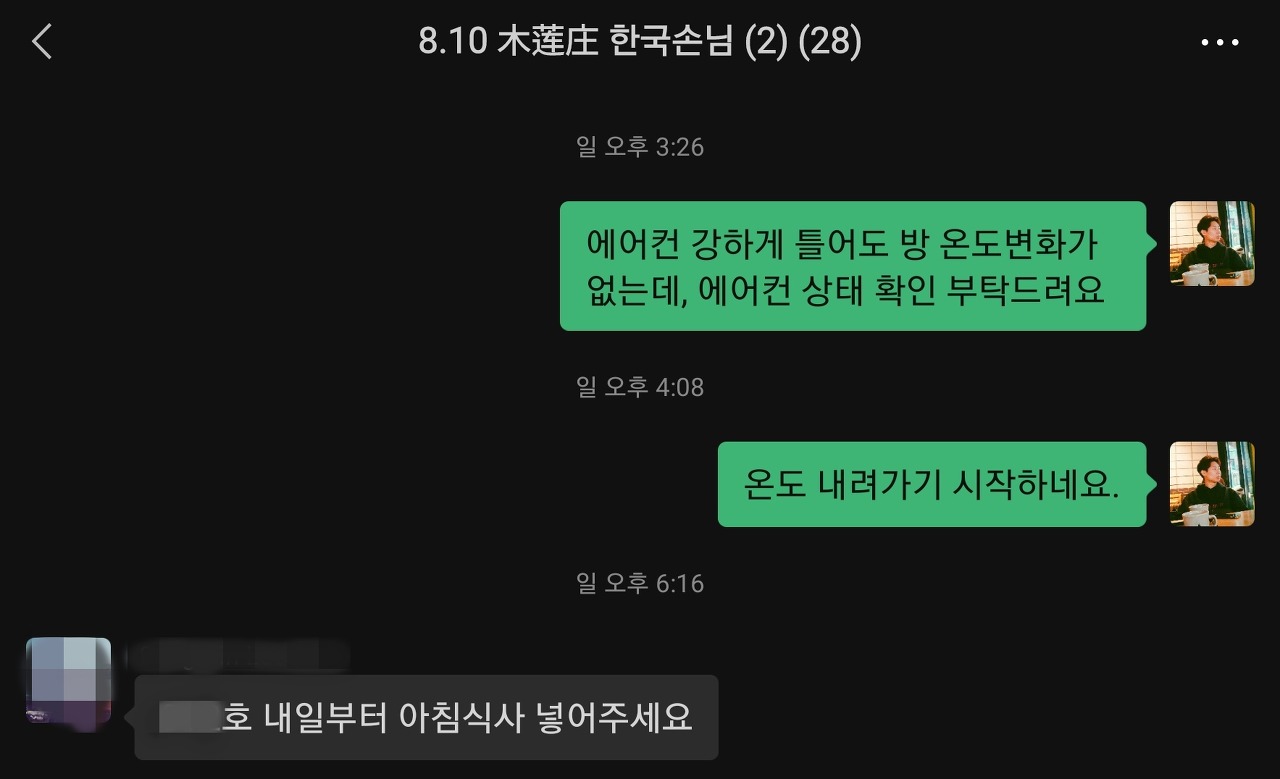 8.10 木莲庄 한국손님 (2) (28)
일 오후 3:26
에어컨 강하게 틀어도 방 온도변화가
없는데, 에어컨 상태 확인 부탁드려요
일 오후 4:08
온도 내려가기 시작하네요.
일 오후 6:16
호 내일부터 아침식사 넣어주세요